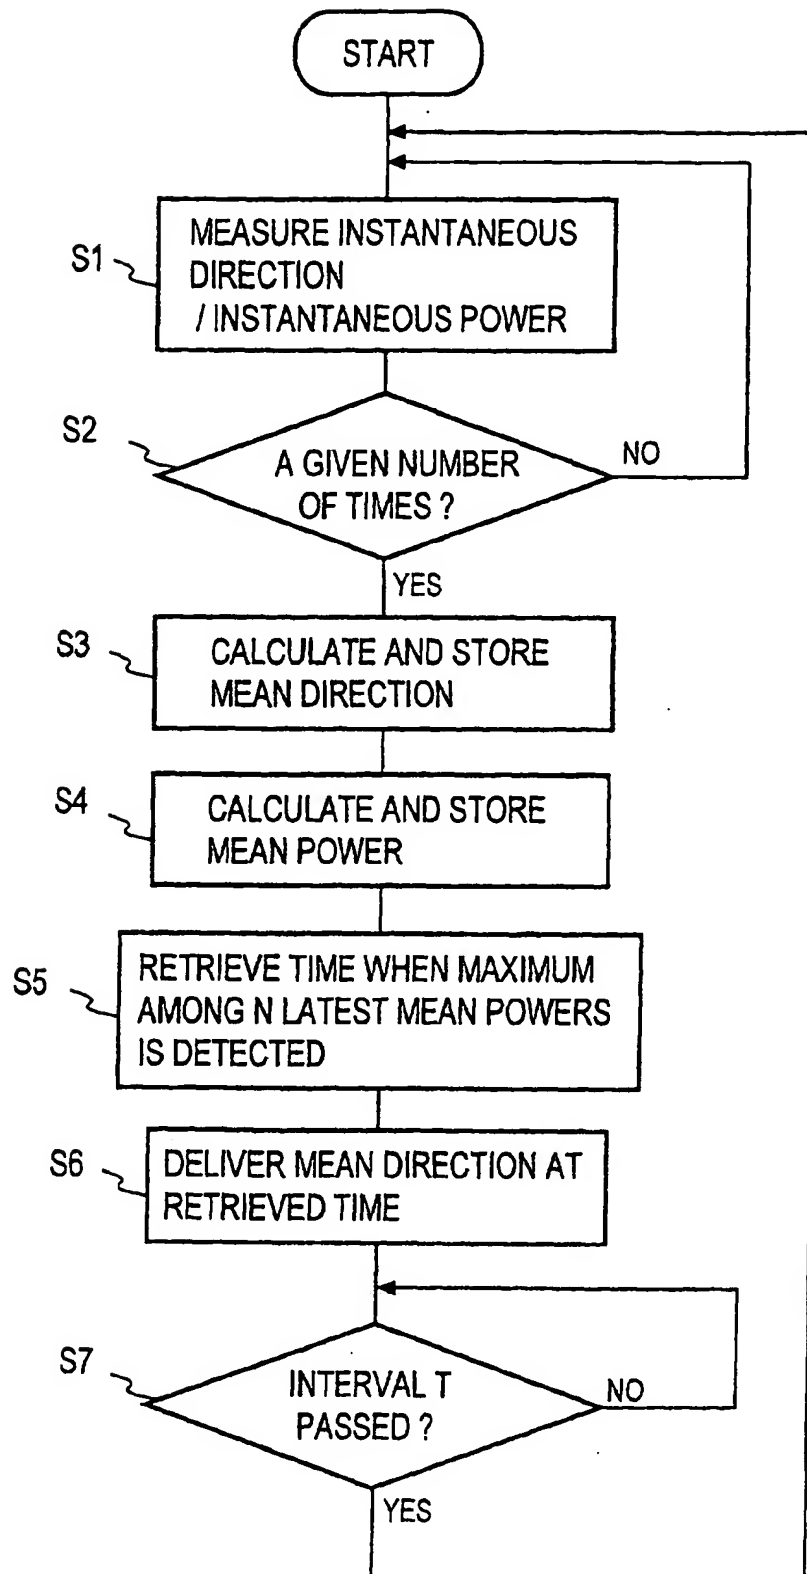 START
S1
MEASURE INSTANTANEOUS
DIRECTION
/ INSTANTANEOUS POWER
S2
A GIVEN NUMBER
OF TIMES ?
NO
YES
S3
CALCULATE AND STORE
MEAN DIRECTION
S4
CALCULATE AND STORE
MEAN POWER
S5
RETRIEVE TIME WHEN MAXIMUM
AMONG N LATEST MEAN POWERS
IS DETECTED
S6
DELIVER MEAN DIRECTION AT
RETRIEVED TIME
S7
INTERVAL T
PASSED ?
NO
YES